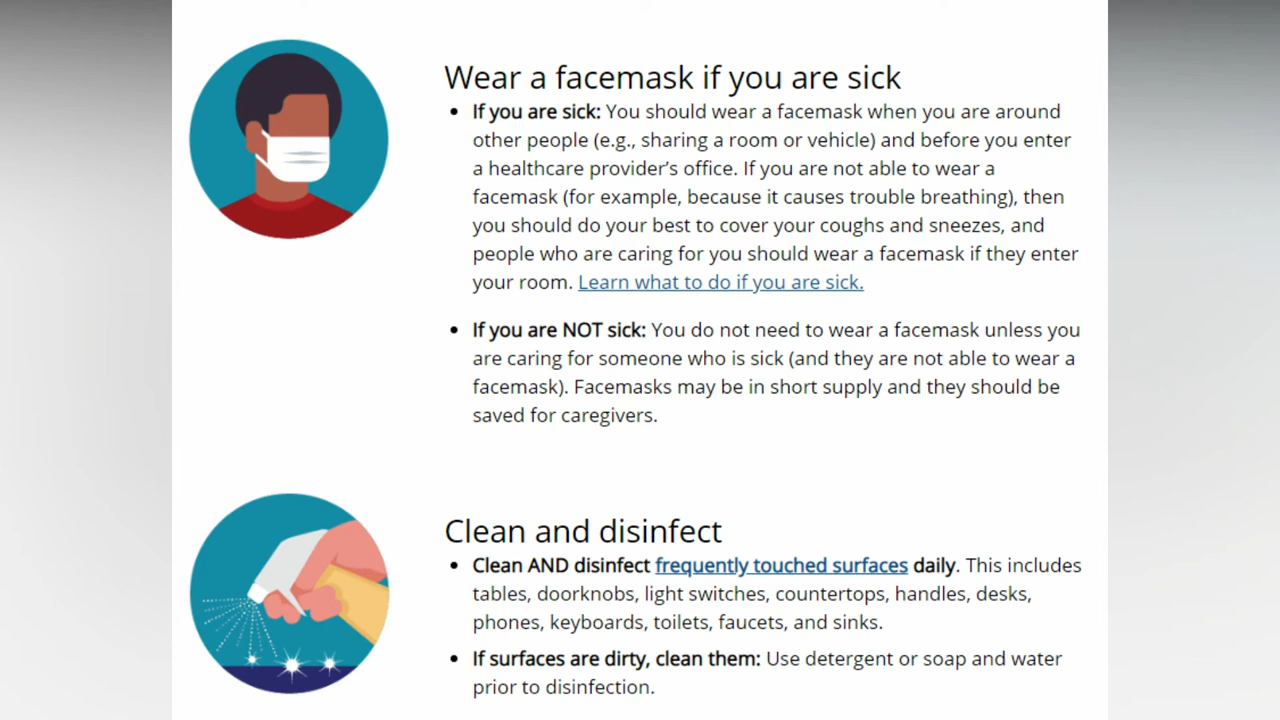 Wear a facemask if you are sick
• If you are sick: You should wear a facemask when you are around
other people (e.g., sharing a room or vehicle) and before you enter
a healthcare provider’s office. If you are not able to wear a
facemask (for example, because it causes trouble breathing), then
you should do your best to cover your coughs and sneezes, and
people who are caring for you should wear a facemask if they enter
your room. Learn what to do if you are sick.
• If you are NOT sick: You do not need to wear a facemask unless you
are caring for someone who is sick (and they are not able to wear a
facemask). Facemasks may be in short supply and they should be
saved for caregivers.
Clean and disinfect
• Clean AND disinfect frequently touched surfaces daily. This includes
tables, doorknobs, light switches, countertops, handles, desks,
phones, keyboards, toilets, faucets, and sinks.
• If surfaces are dirty, clean them: Use detergent or soap and water
prior to disinfection.